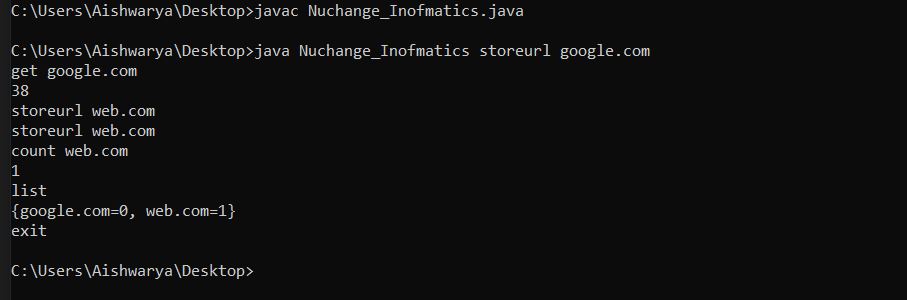 C:\Users\Aishwarya\Desktop>javac Nuchange_Inofmatics.java
C:\Users\Aishwarya\Desktop>java Nuchange_Inofmatics storeurl google.com
get google.com
38
storeurl web.com
storeurl web.com
count web.com
1
list
{google.com=0, web.com=1}
exit
C:\Users\Aishwarya\Desktop>